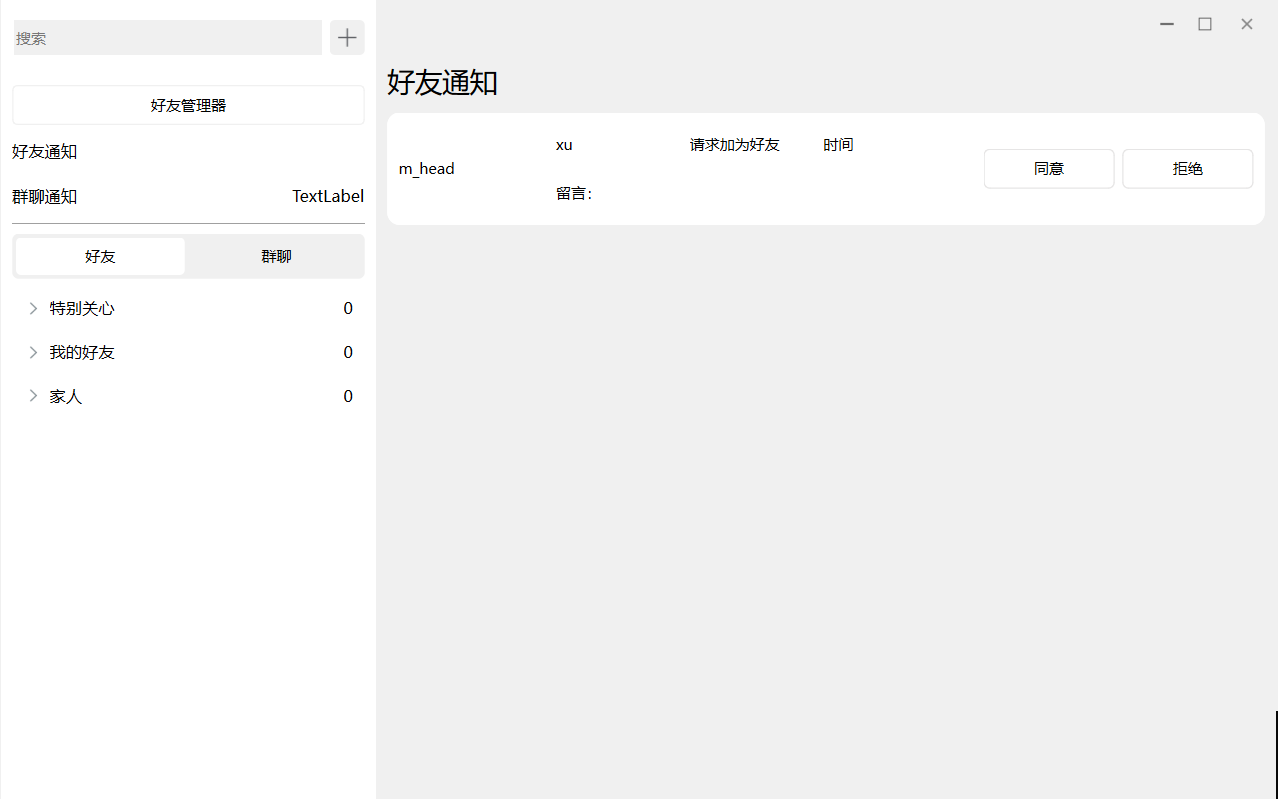 搜索
好友管理器
好友通知
群聊通知 TextLabel
好友 群聊
特别关心 0
我的好友 0
家人 0
好友通知
m_head
xu 请求加为好友 时间
留言：
同意 拒绝